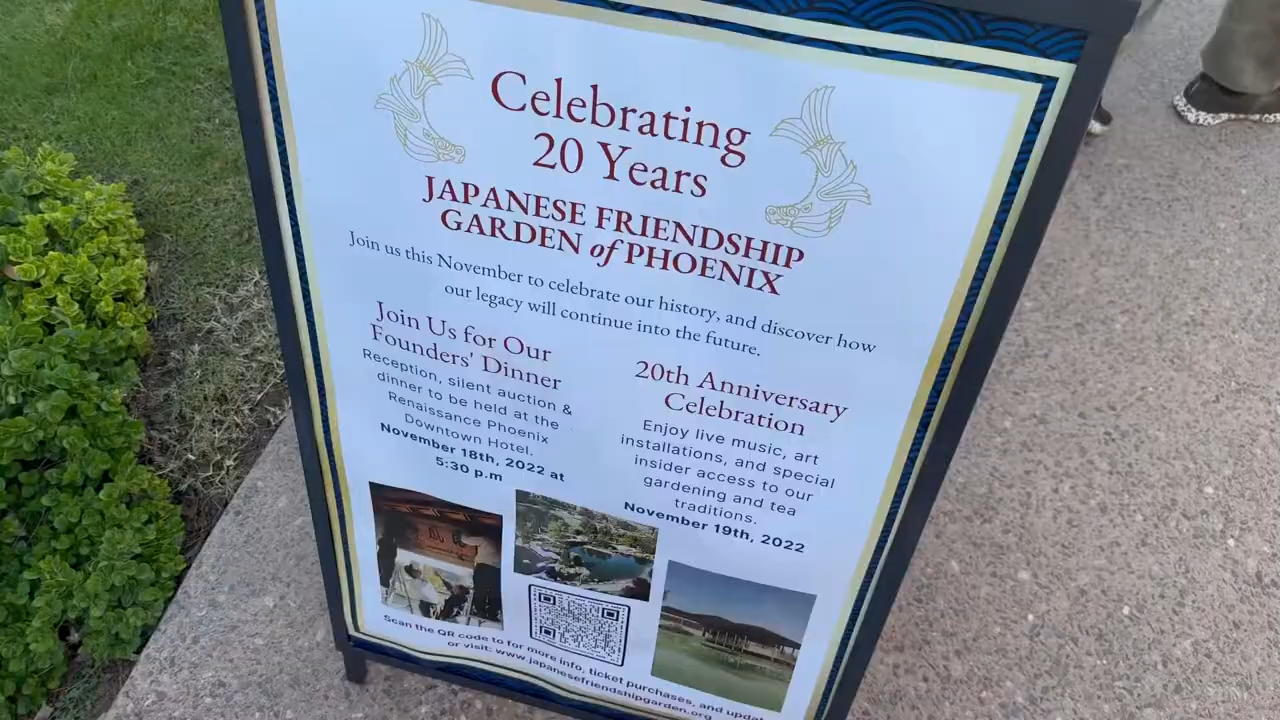 Celebrating
20 Years
JAPANESE FRIENDSHIP
GARDEN of PHOENIX
Join us this November to celebrate our history, and discover how
our legacy will continue into the future.
Join Us for Our
Founders' Dinner
Reception, silent auction &
dinner to be held at the
Renaissance Phoenix
Downtown Hotel.
November 18th, 2022 at
5:30 p.m
20th Anniversary
Celebration
Enjoy live music, art
installations, and special
insider access to our
gardening and tea
traditions.
November 19th, 2022
Scan the QR code to for more info, ticket purchases, and updat
or visit: www.japanesefriendshipgarden.org